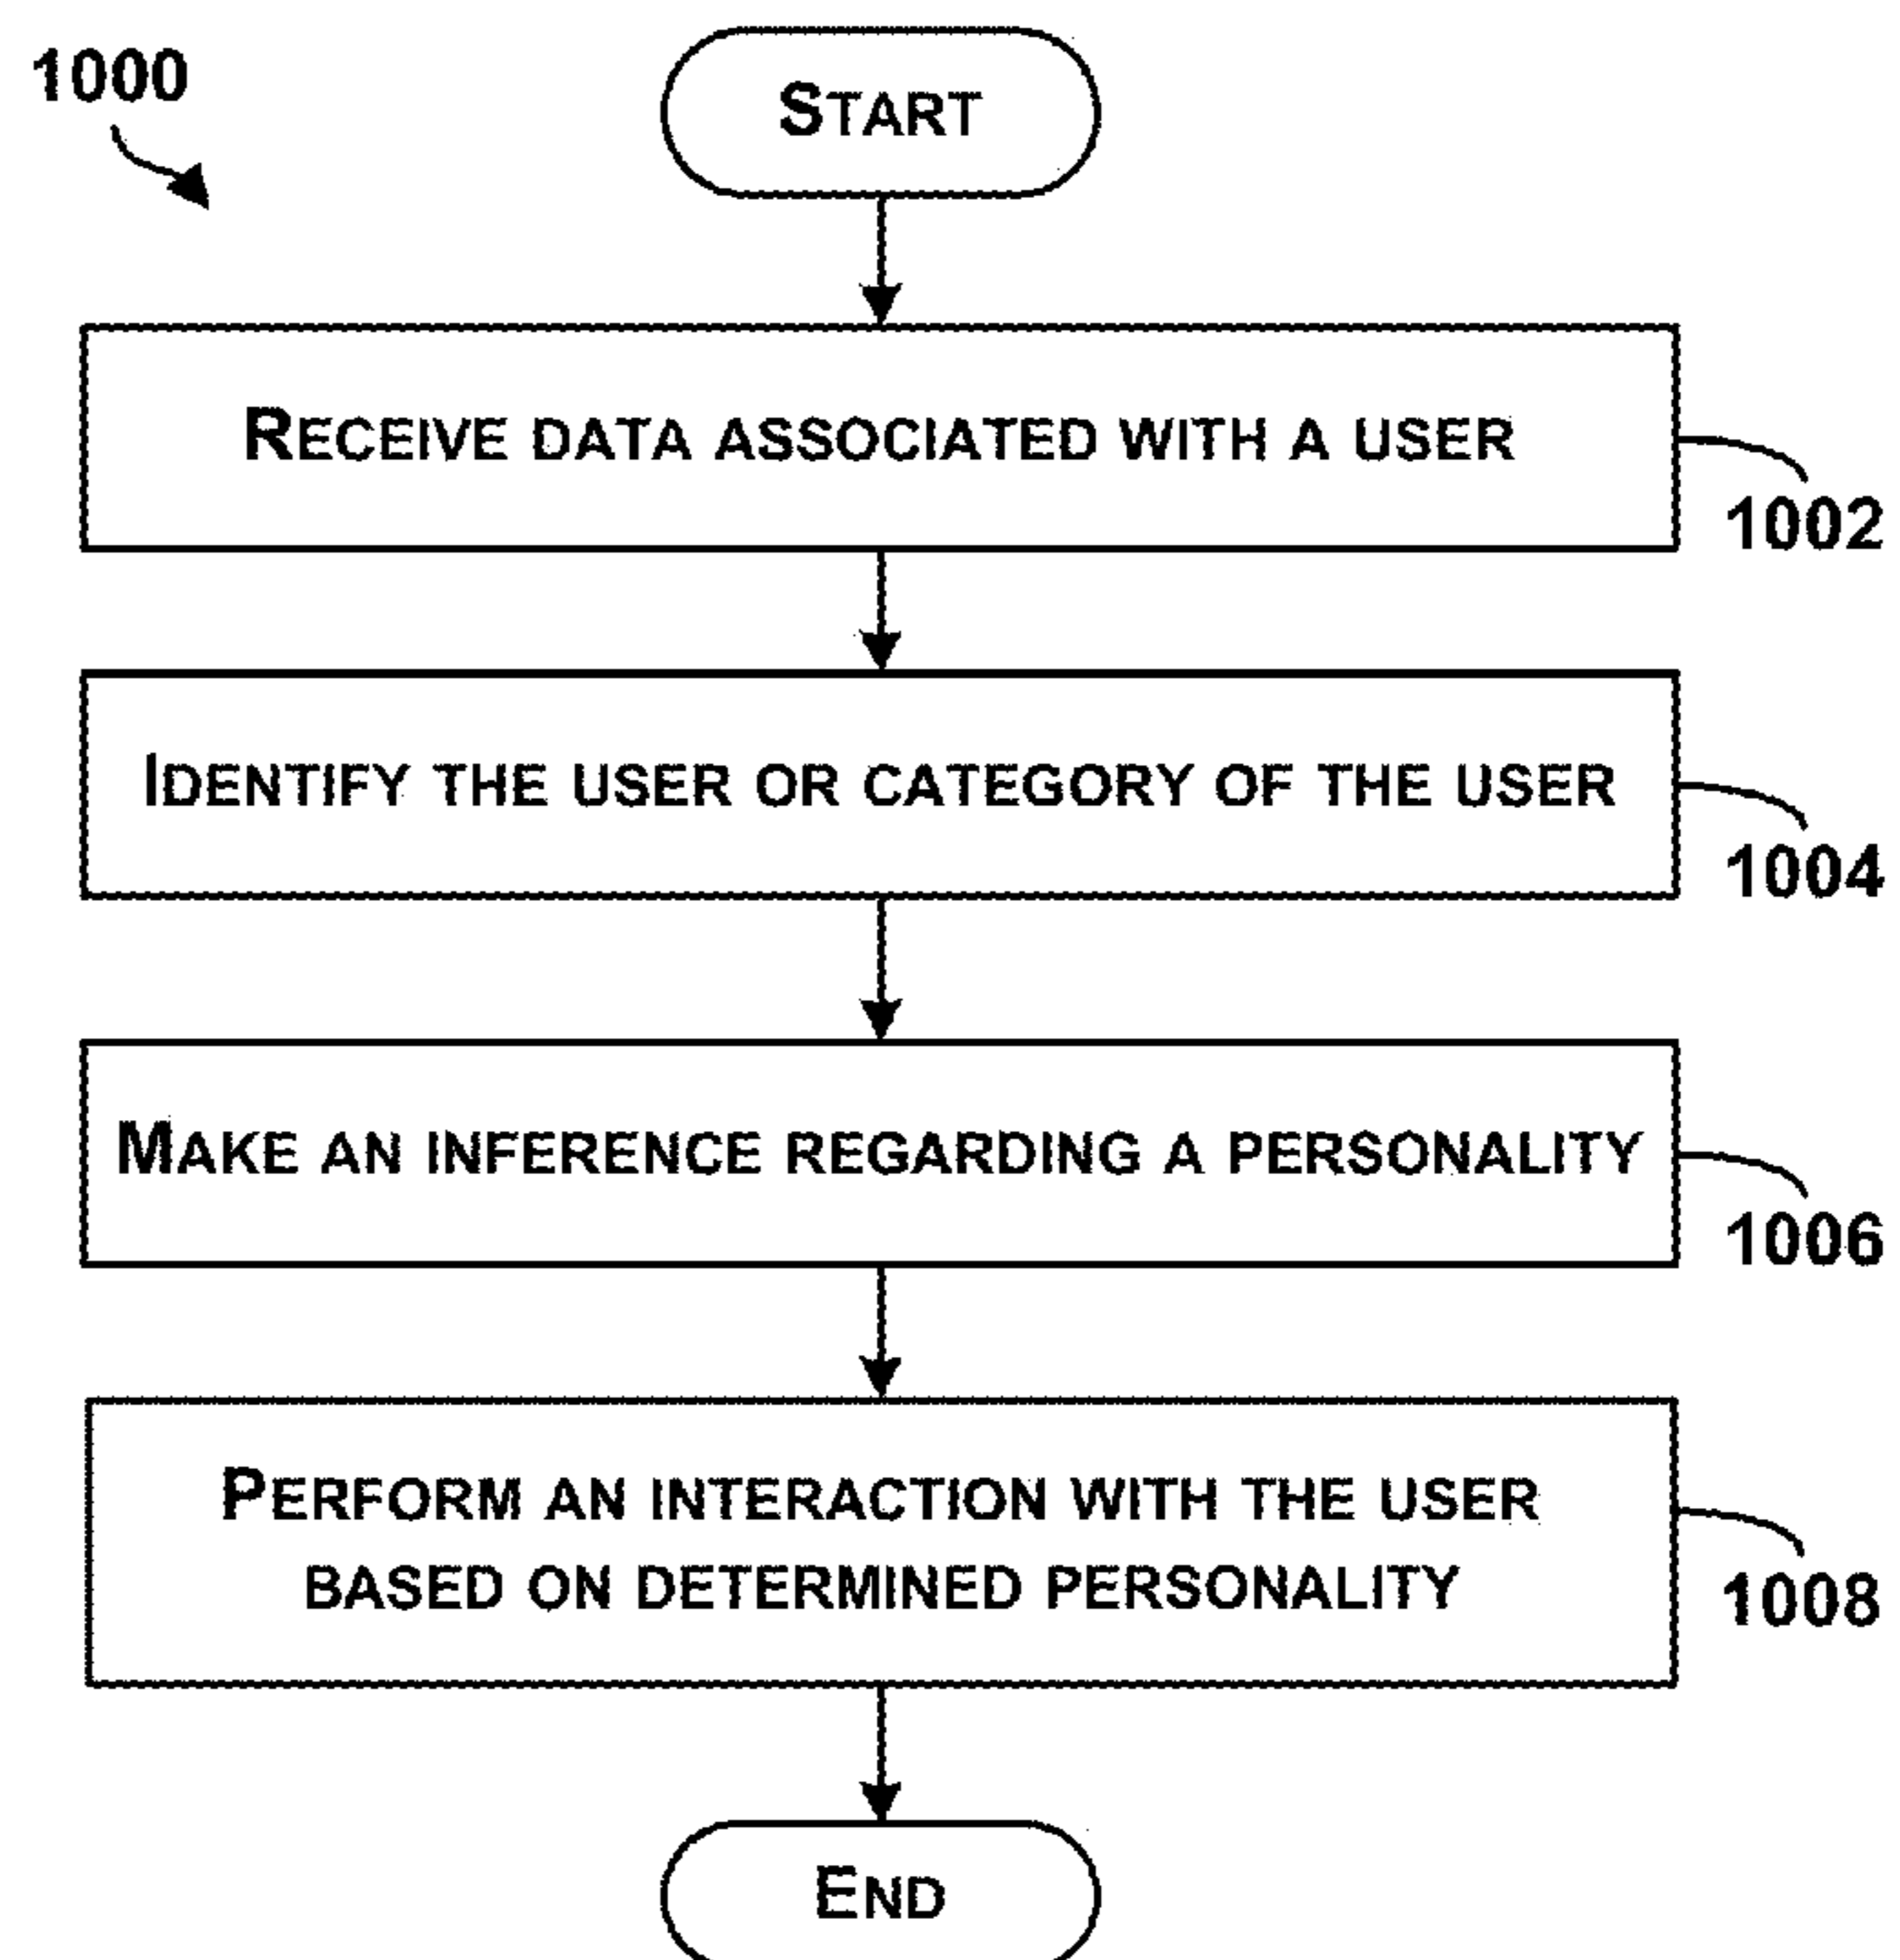 1000
START
RECEIVE DATA ASSOCIATED WITH A USER
1002
IDENTIFY THE USER OR CATEGORY OF THE USER
1004
MAKE AN INFERENCE REGARDING A PERSONALITY
1006
PERFORM AN INTERACTION WITH THE USER
BASED ON DETERMINED PERSONALITY
1008
END